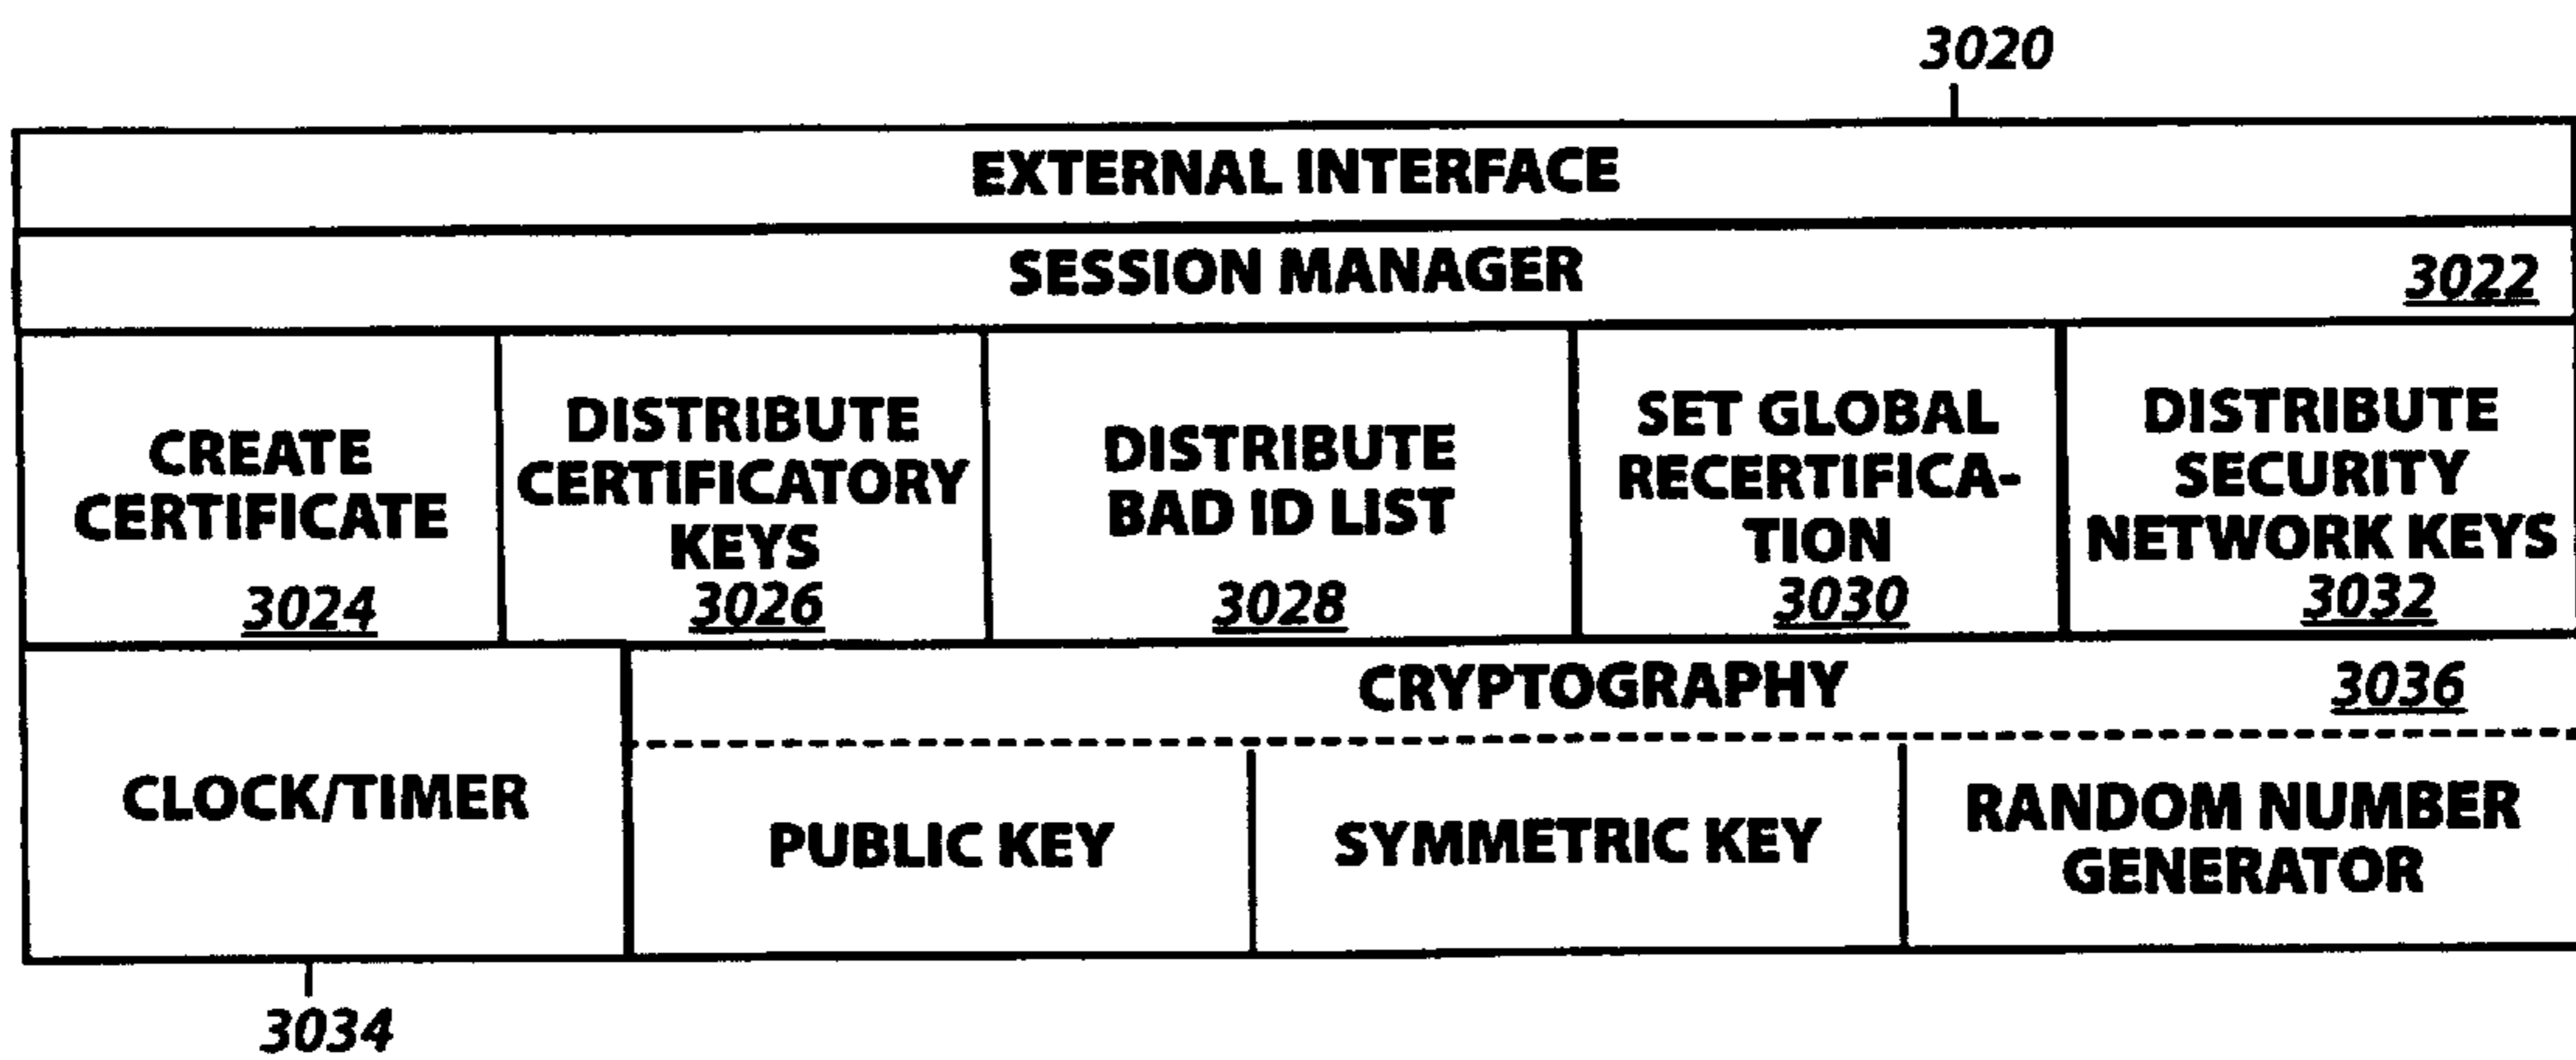 3020
EXTERNAL INTERFACE
SESSION MANAGER
3022
CREATE
CERTIFICATE
3024
DISTRIBUTE
CERTIFICATORY
KEYS
3026
DISTRIBUTE
BAD ID LIST
3028
SET GLOBAL
RECERTIFICA-
TION
3030
DISTRIBUTE
SECURITY
NETWORK KEYS
3032
CLOCK/TIMER
3034
CRYPTOGRAPHY
3036
PUBLIC KEY
SYMMETRIC KEY
RANDOM NUMBER
GENERATOR